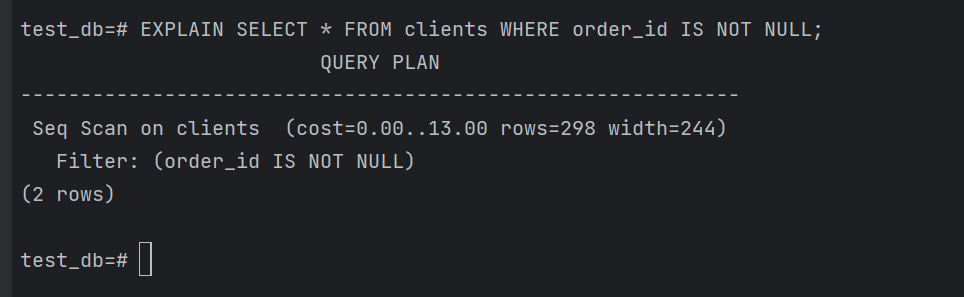 test_db=# EXPLAIN SELECT * FROM clients WHERE order_id IS NOT NULL;
QUERY PLAN
------------------------------------------------------------
Seq Scan on clients  (cost=0.00..13.00 rows=298 width=244)
Filter: (order_id IS NOT NULL)
(2 rows)
test_db=#